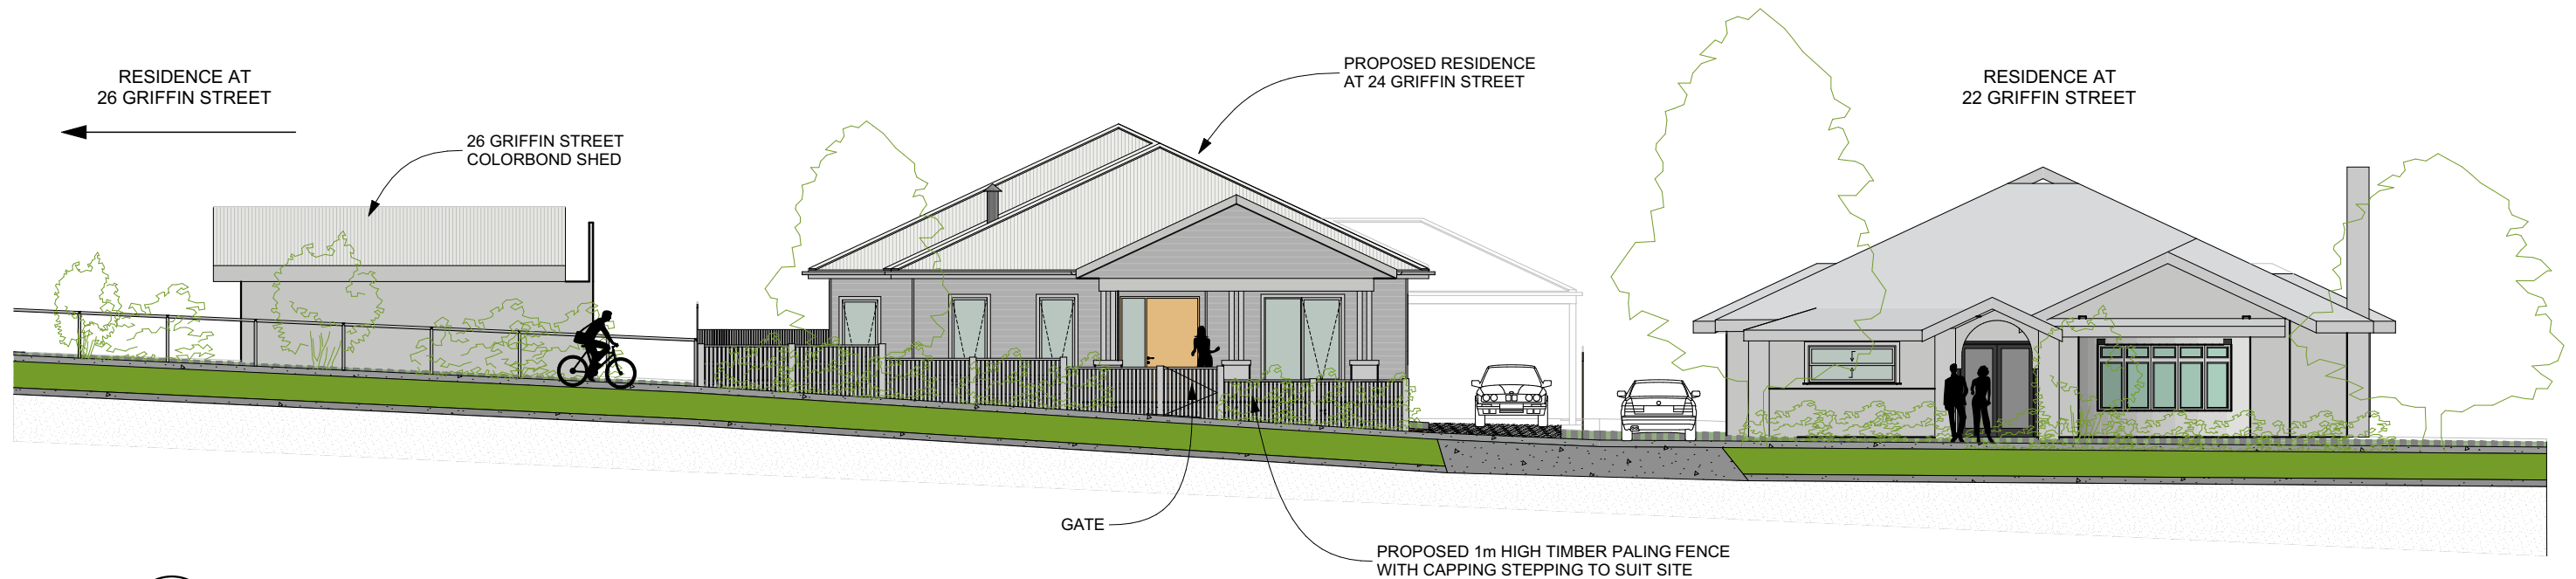 RESIDENCE AT
26 GRIFFIN STREET
26 GRIFFIN STREET
COLORBOND SHED
PROPOSED RESIDENCE
AT 24 GRIFFIN STREET
RESIDENCE AT
22 GRIFFIN STREET
GATE
PROPOSED 1m HIGH TIMBER PALING FENCE
WITH CAPPING STEPPING TO SUIT SITE